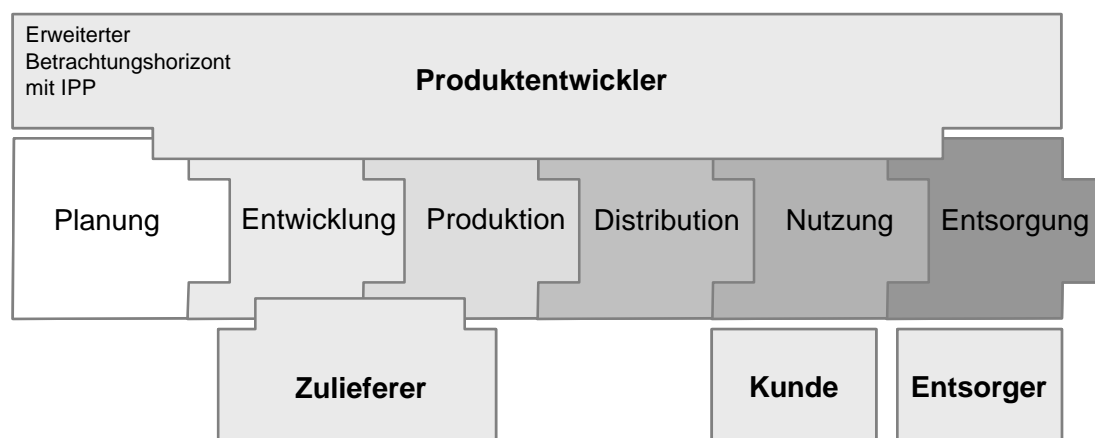 Erweiterter
Betrachtungshorizont
mit IPP
Produktentwickler
Planung
Entwicklung
Produktion
Distribution
Nutzung
Entsorgung
Zulieferer
Kunde
Entsorger